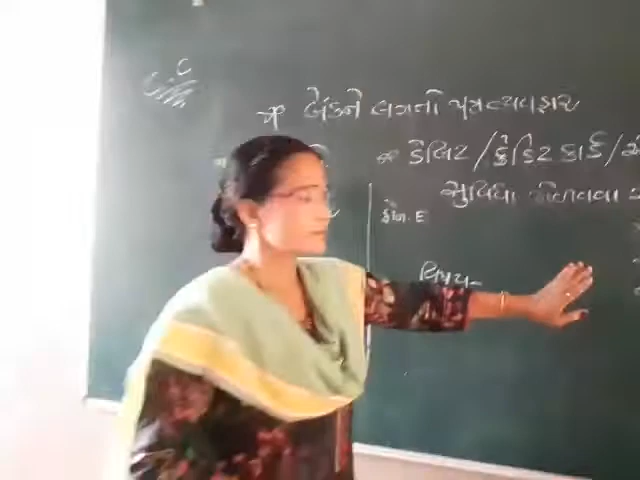 * બેંકને લગતો પત્રવ્યવહાર
* ડેબિટ/ક્રેડિટ કાર્ડ/
સુવિધા મેળવવા
ફોન. E
વિષય-